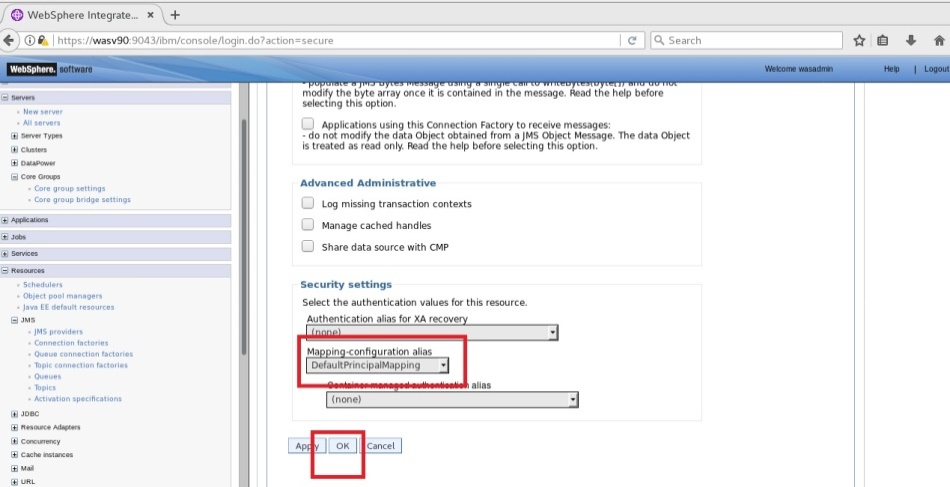 WebSphere Integrate...
https://wasv90:9043/ibm/console/login.do?action=secure
Search
WebSphere. software
Welcome wasadmin
Help | Logout
Servers
New server
All servers
Server Types
Clusters
DataPower
Core Groups
Core group settings
Core group bridge settings
Applications
Jobs
Services
Resources
Schedulers
Object pool managers
Java EE default resources
JMS
JMS providers
Connection factories
Queue connection factories
Topic connection factories
Queues
Topics
Activation specifications
JDBC
Resource Adapters
Concurrency
Cache instances
Mail
URL
- populate a JMS Bytes Message using a single call to writeBytes(byte[]) and do not
modify the byte array once it is contained in the message. Read the help before
selecting this option.
Applications using this Connection Factory to receive messages:
- do not modify the data Object obtained from a JMS Object Message. The data Object
is treated as read only. Read the help before selecting this option.
Advanced Administrative
Log missing transaction contexts
Manage cached handles
Share data source with CMP
Security settings
Select the authentication values for this resource.
Authentication alias for XA recovery
(none)
Mapping-configuration alias
DefaultPrincipalMapping
Container-managed authentication alias
(none)
Apply OK Cancel